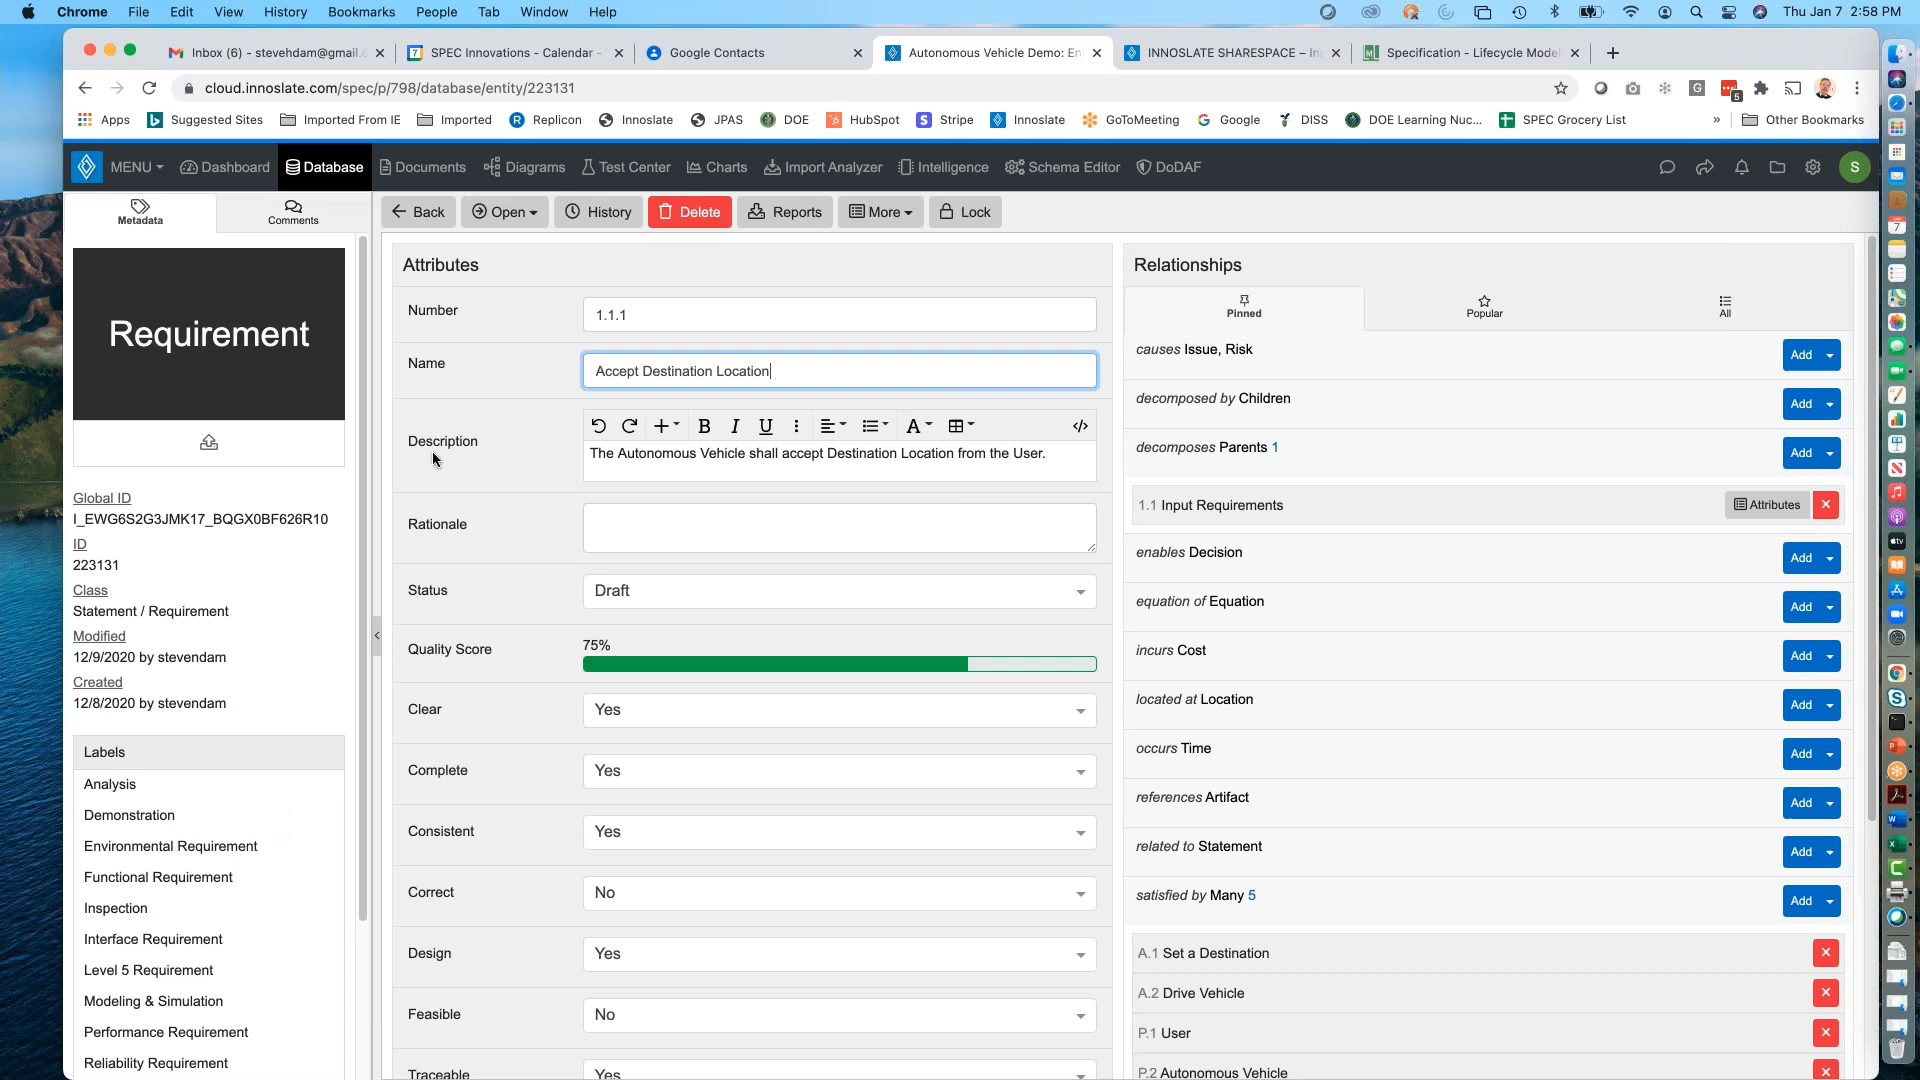 Chrome File Edit View History Bookmarks People Tab Window Help Thu Jan 7 2:58 PM
Inbox (6) - stevehdam@gmail. SPEC Innovations - Calendar - Google Contacts Autonomous Vehicle Demo: En INNOSLATE SHARESPACE – In Specification - Lifecycle Model
cloud.innoslate.com/spec/p/798/database/entity/223131
Apps Suggested Sites Imported From IE Imported Replicon Innoslate JPAS DOE HubSpot Stripe Innoslate GoToMeeting Google DISS DOE Learning Nuc... SPEC Grocery List » Other Bookmarks
MENU Dashboard Database Documents Diagrams Test Center Charts Import Analyzer Intelligence Schema Editor DoDAF S
Metadata Comments
Back Open History Delete Reports More Lock
Requirement
Global ID
I_EWG6S2G3JMK17_BQGX0BF626R10
ID
223131
Class
Statement / Requirement
Modified
12/9/2020 by stevendam
Created
12/8/2020 by stevendam
Labels
Analysis
Demonstration
Environmental Requirement
Functional Requirement
Inspection
Interface Requirement
Level 5 Requirement
Modeling & Simulation
Performance Requirement
Reliability Requirement
Attributes
Number 1.1.1
Name Accept Destination Location
Description The Autonomous Vehicle shall accept Destination Location from the User.
Rationale
Status Draft
Quality Score 75%
Clear Yes
Complete Yes
Consistent Yes
Correct No
Design Yes
Feasible No
Traceable Yes
Relationships
Pinned Popular All
causes Issue, Risk Add
decomposed by Children Add
decomposes Parents 1 Add
1.1 Input Requirements Attributes
enables Decision Add
equation of Equation Add
incurs Cost Add
located at Location Add
occurs Time Add
references Artifact Add
related to Statement Add
satisfied by Many 5 Add
A.1 Set a Destination
A.2 Drive Vehicle
P.1 User
P.2 Autonomous Vehicle